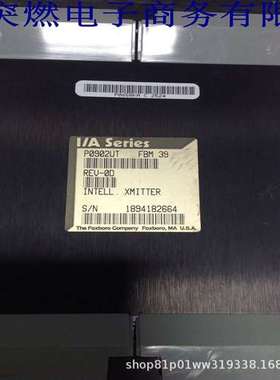 突燃电子商务有限
I/A Series
P0902UT FBM 39
REV-0D
INTELL XMITTER
S/N 1894182664
The Foxboro Company Foxboro, MA U.S.A.
shop81p01ww319338.168